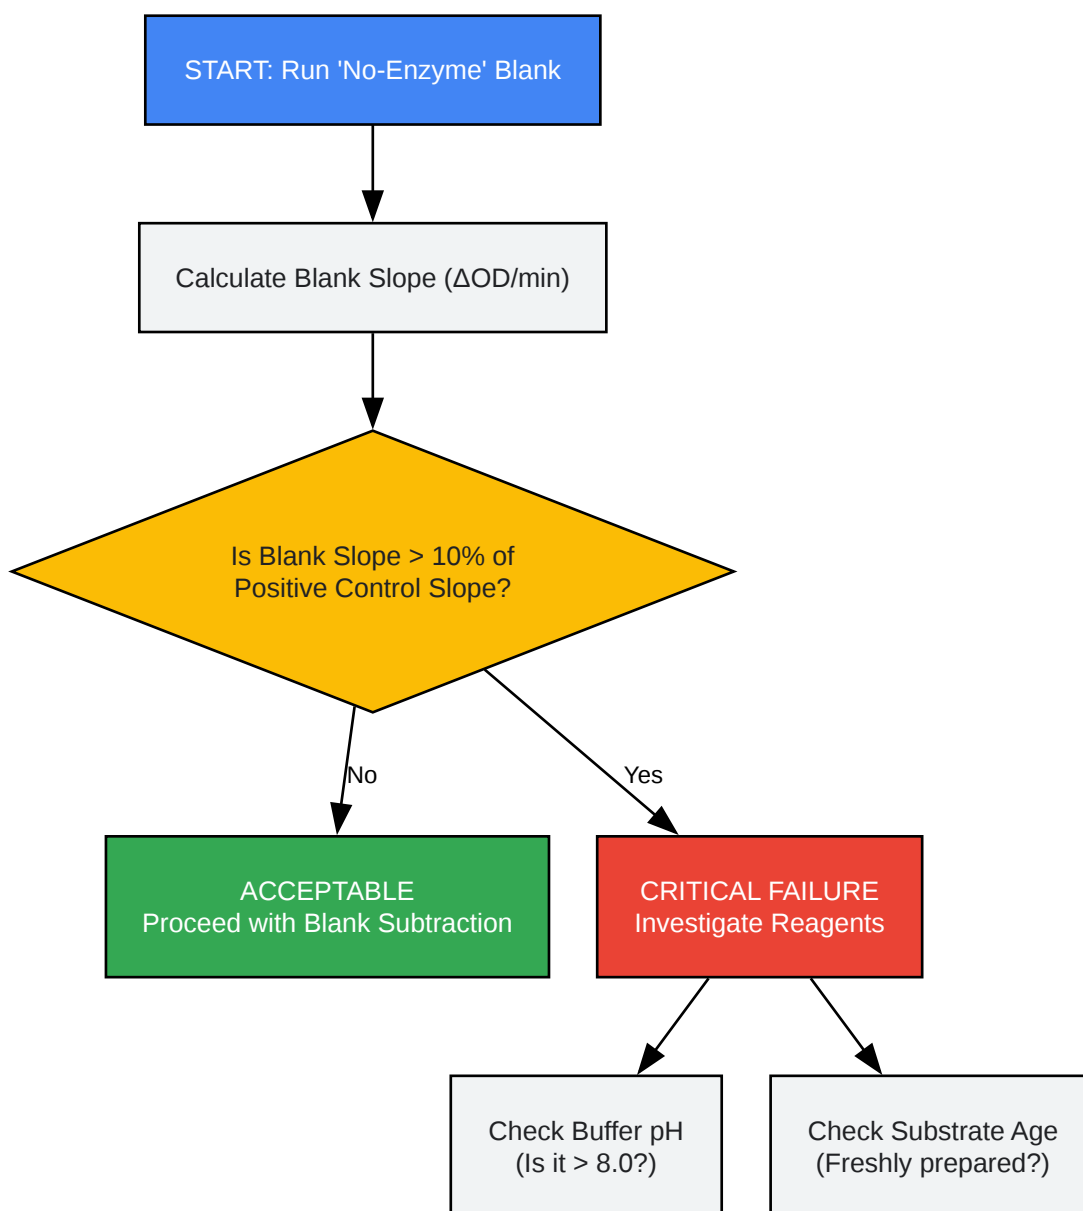 START: Run 'No-Enzyme' Blank
Calculate Blank Slope (ΔOD/min)
Is Blank Slope > 10% of
Positive Control Slope?
No
Yes
ACCEPTABLE
Proceed with Blank Subtraction
CRITICAL FAILURE
Investigate Reagents
Check Buffer pH
(Is it > 8.0?)
Check Substrate Age
(Freshly prepared?)